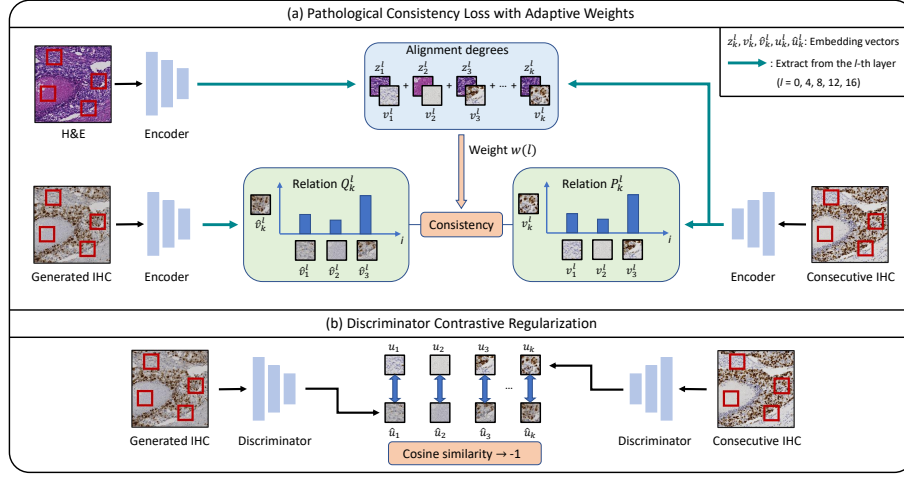 (a) Pathological Consistency Loss with Adaptive Weights
z_k^l, v_k^l, v̂_k^l, u_k^l, û_k^l: Embedding vectors
: Extract from the l-th layer
(l = 0, 4, 8, 12, 16)
Alignment degrees
z_1^l z_2^l z_3^l z_k^l
+ + + ... +
v_1^l v_2^l v_3^l v_k^l
H&E
Encoder
Weight w(l)
Relation Q_k^l
Relation P_k^l
v̂_k^l
v_k^l
Consistency
i
i
v̂_1^l v̂_2^l v̂_3^l
v_1^l v_2^l v_3^l
Generated IHC
Encoder
Encoder
Consecutive IHC
(b) Discriminator Contrastive Regularization
u_1 u_2 u_3 u_k
...
û_1 û_2 û_3 û_k
Generated IHC
Discriminator
Discriminator
Consecutive IHC
Cosine similarity → -1